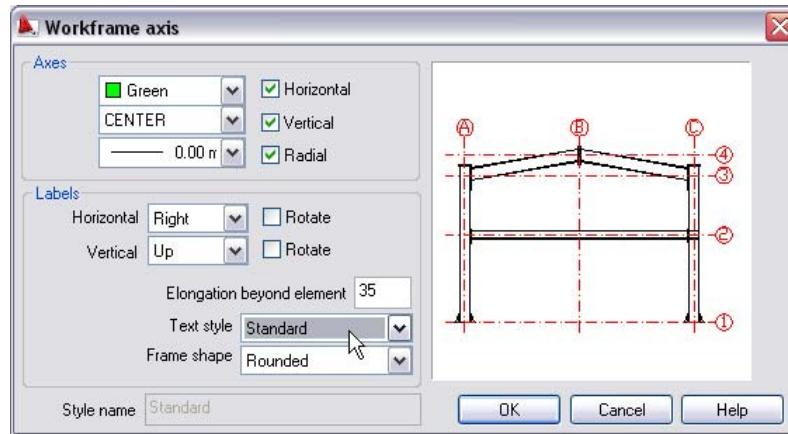 Workframe axis
Axes
Green
Horizontal
CENTER
Vertical
0.00 r
Radial
Labels
Horizontal Right Rotate
Vertical Up Rotate
Elongation beyond element 35
Text style Standard
Frame shape Rounded
Style name Standard
A B C
4
3
2
1
OK Cancel Help